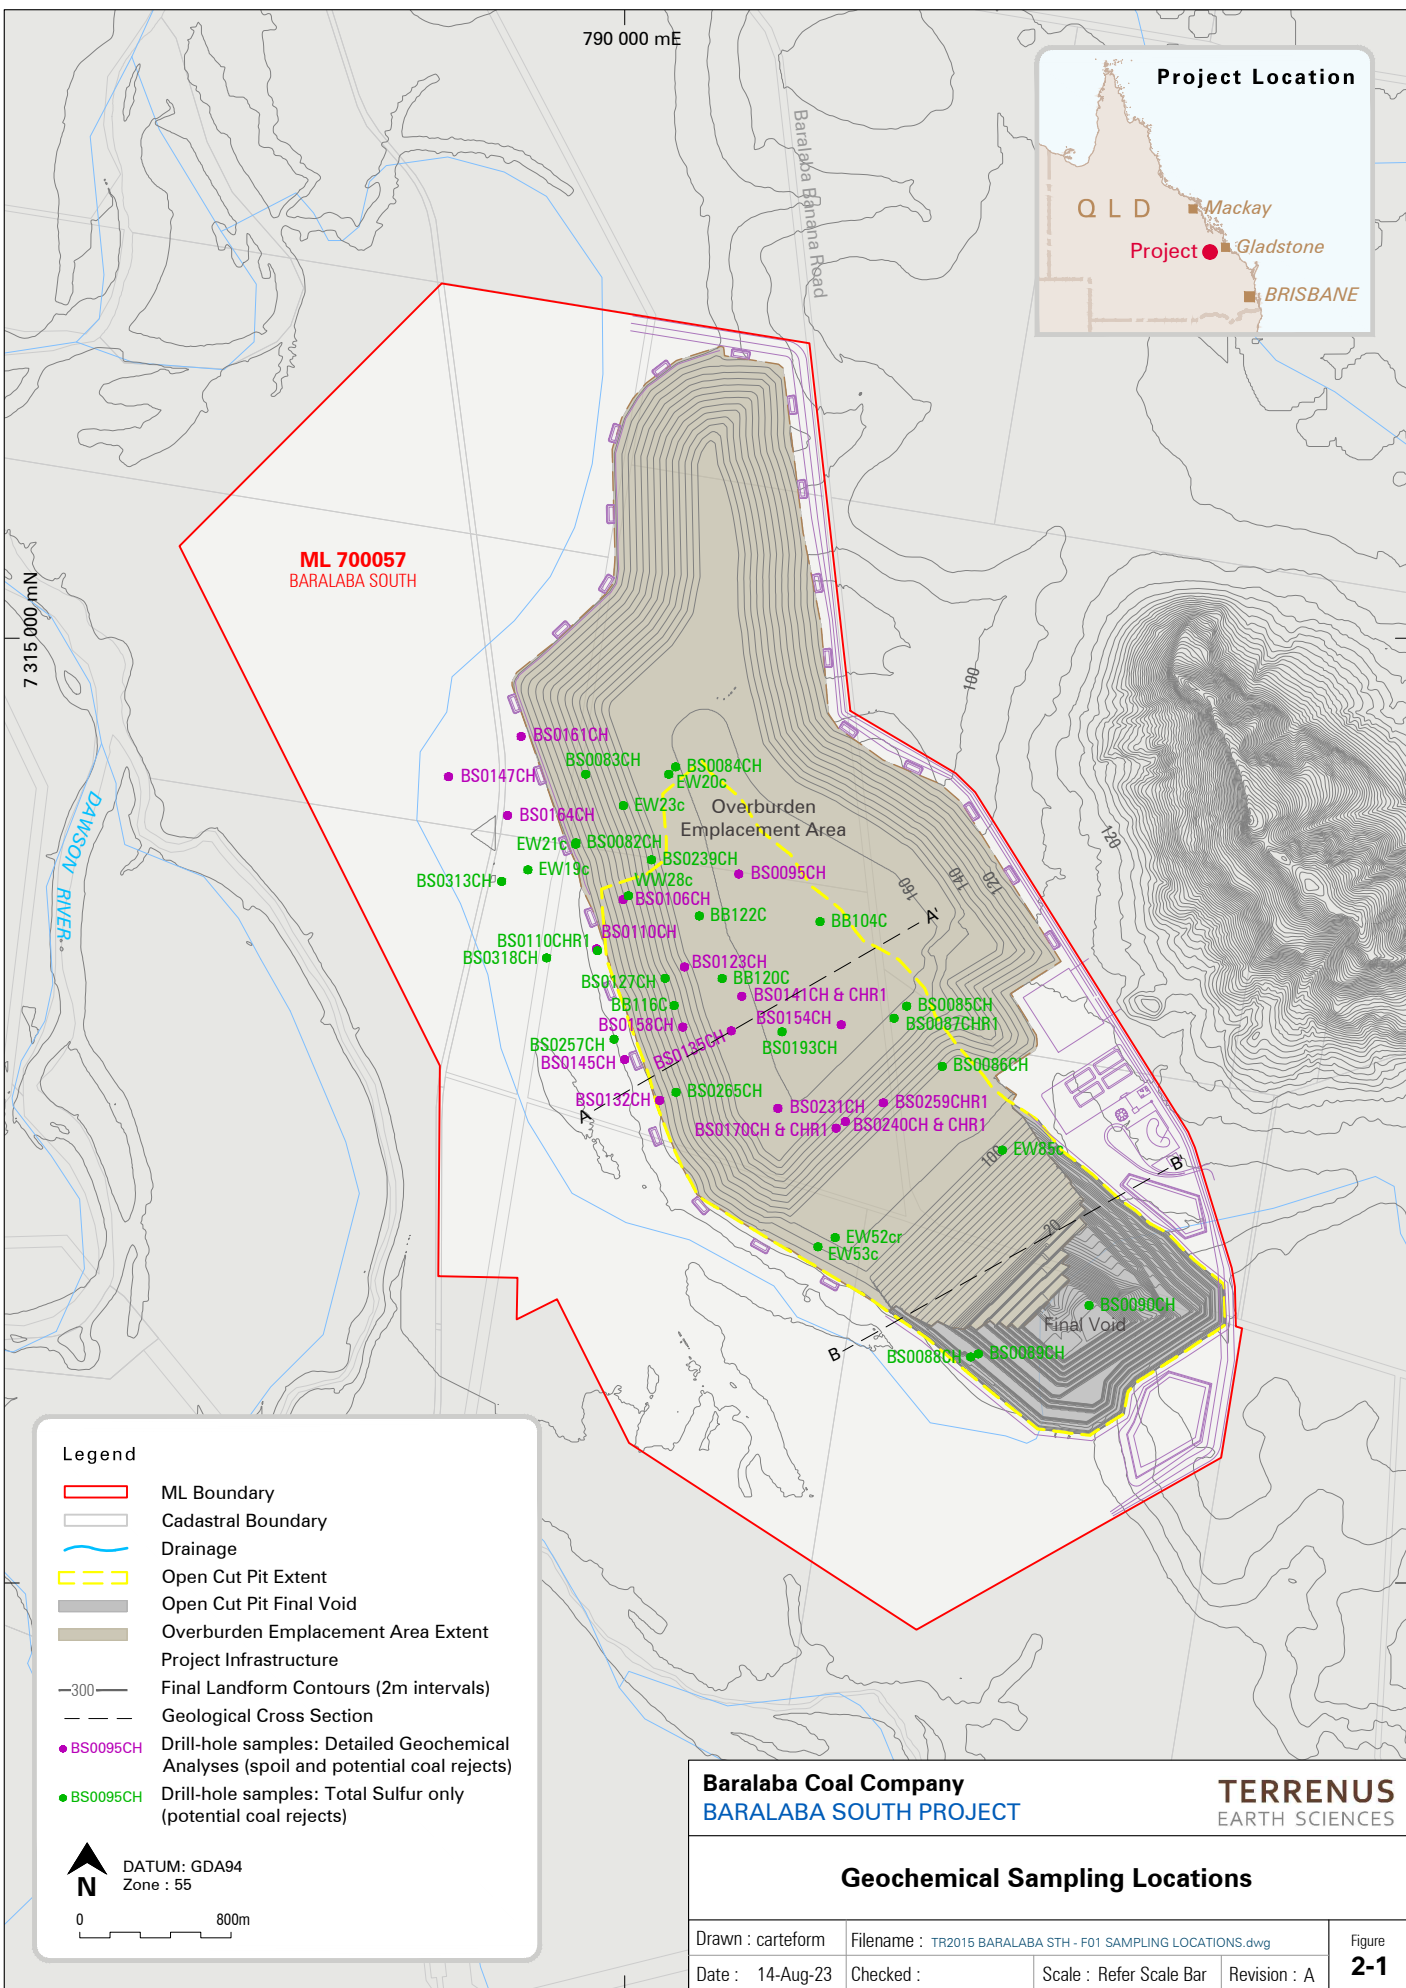 790 000 mE
Project Location
QLD
Mackay
Gladstone
Project
BRISBANE
Baralaba Banana Road
7 315 000 mN
ML 700057
BARALABA SOUTH
DAWSON RIVER
100
120
BS0161CH
BS0147CH
BS0083CH
BS0084CH
EW20c
EW23c
Overburden
Emplacement Area
BS0164CH
EW21c
BS0082CH
BS0239CH
EW19c
BS0313CH
WW28c
BS0095CH
BS0106CH
160
140
120
BB122C
BB104C
A'
BS0110CH
BS0110CHR1
BS0318CH
BS0123CH
BS0127CH
BB120C
BS0141CH & CHR1
BB116C
BS0085CH
BS0087CHR1
BS0158CH
BS0135CH
BS0154CH
BS0193CH
BS0257CH
BS0145CH
BS0086CH
BS0265CH
BS0132CH
A
BS0231CH
BS0259CHR1
BS0170CH & CHR1
BS0240CH & CHR1
100
EW85c
B'
20
EW52cr
EW53c
BS0090CH
Final Void
B
BS0088CH
BS0089CH
Legend
ML Boundary
Cadastral Boundary
Drainage
Open Cut Pit Extent
Open Cut Pit Final Void
Overburden Emplacement Area Extent
Project Infrastructure
300 Final Landform Contours (2m intervals)
Geological Cross Section
BS0095CH Drill-hole samples: Detailed Geochemical
Analyses (spoil and potential coal rejects)
BS0095CH Drill-hole samples: Total Sulfur only
(potential coal rejects)
N
DATUM: GDA94
Zone : 55
0 800m
Baralaba Coal Company
BARALABA SOUTH PROJECT
TERRENUS
EARTH SCIENCES
Geochemical Sampling Locations
Drawn : carteform
Filename : TR2015 BARALABA STH - F01 SAMPLING LOCATIONS.dwg
Figure
2-1
Date : 14-Aug-23
Checked :
Scale : Refer Scale Bar
Revision : A